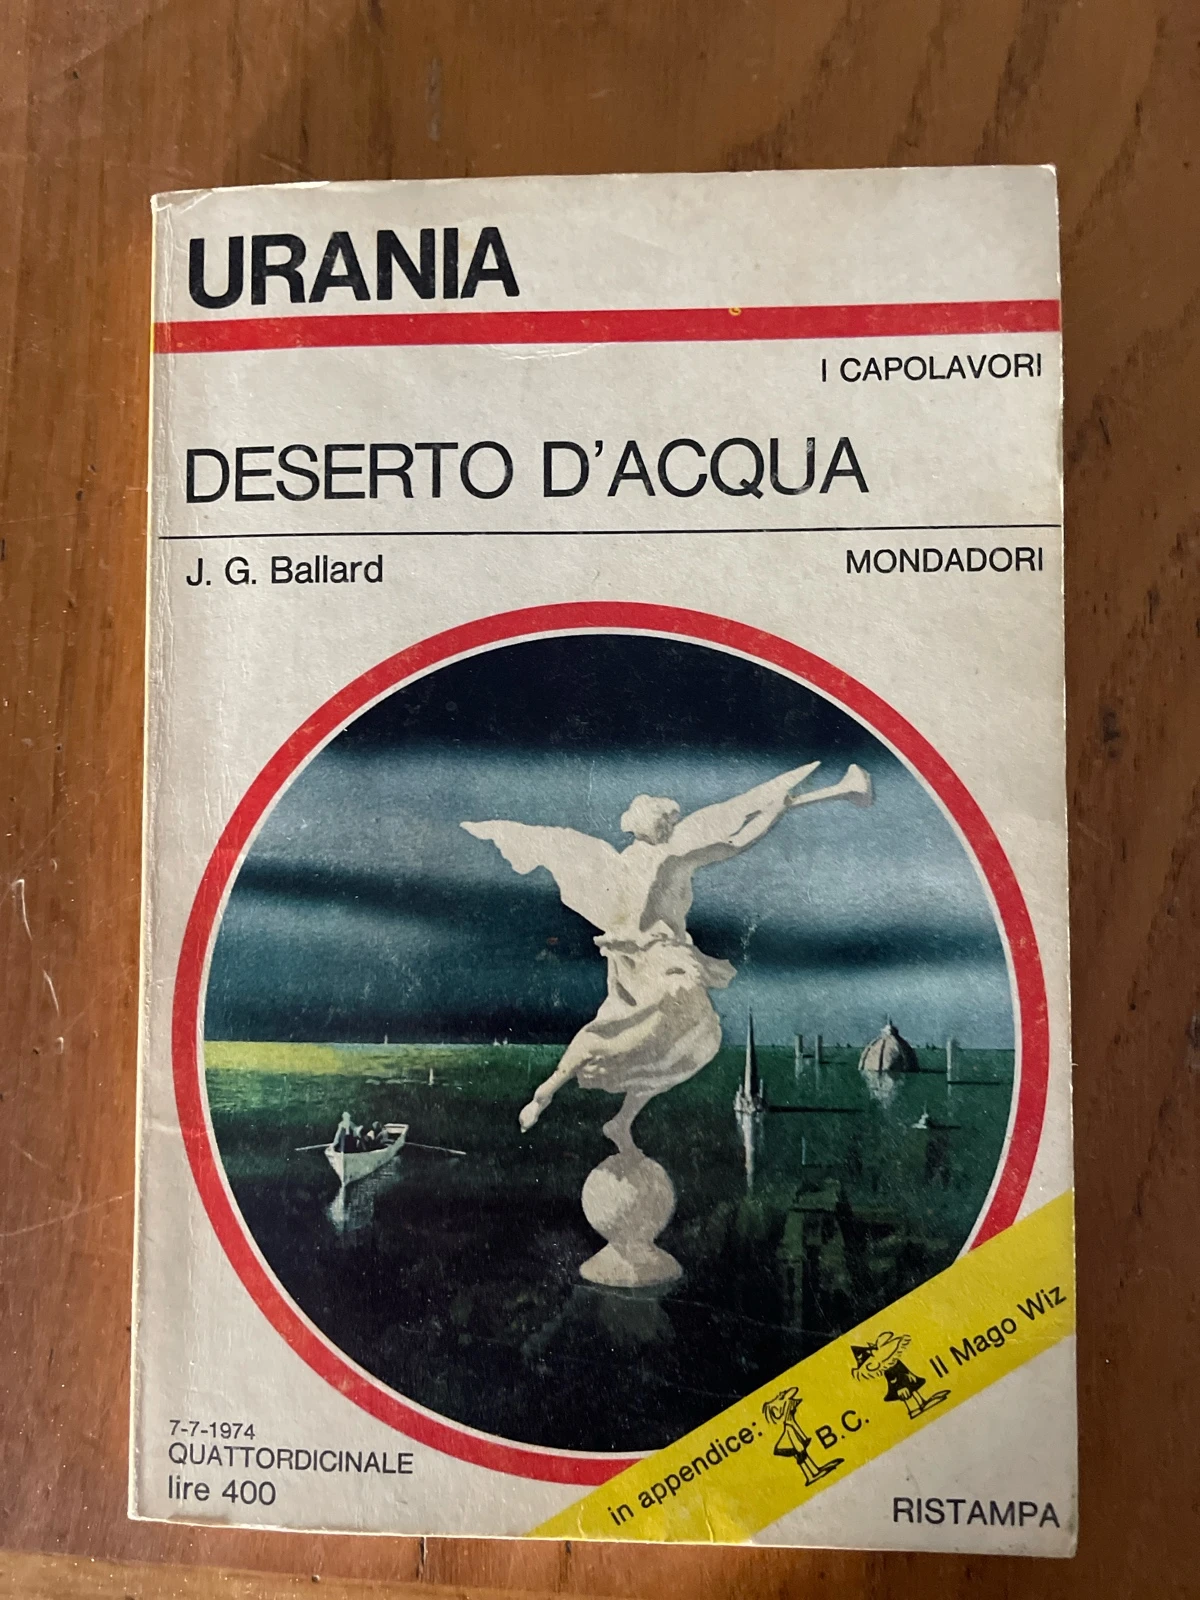 URANIA
I CAPOLAVORI
DESERTO D'ACQUA
J. G. Ballard
MONDADORI
in appendice: B.C. Il Mago Wiz
7-7-1974
QUATTORDICINALE
lire 400
RISTAMPA